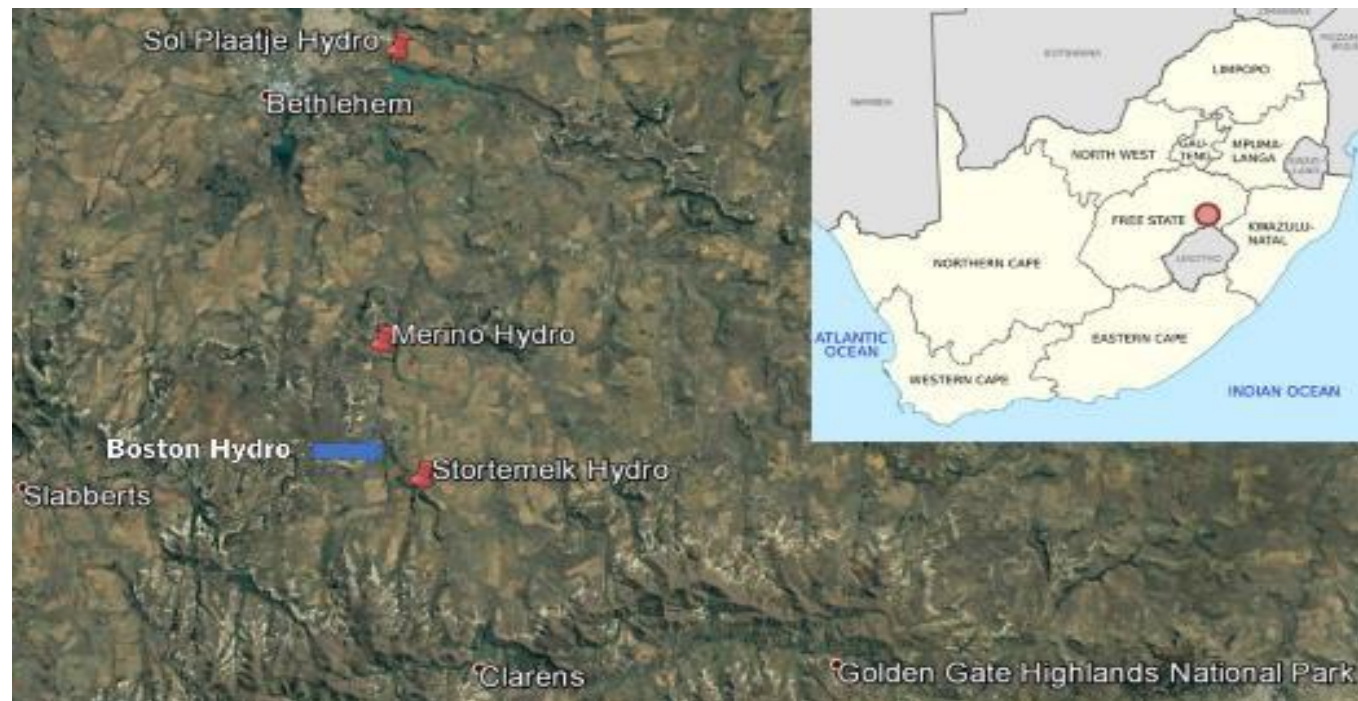 Sol Plaatje Hydro
Bethlehem
Merino Hydro
Boston Hydro
Stortemelk Hydro
Slabberts
Clarens
Golden Gate Highlands National Park
BOTSWANA
LIMPOPO
NORTH WEST
GAU-
TENG
MPUMA-
LANGA
FREE STATE
KWAZULU-
NATAL
LESOTHO
NORTHERN CAPE
ATLANTIC
OCEAN
EASTERN CAPE
WESTERN CAPE
INDIAN OCEAN